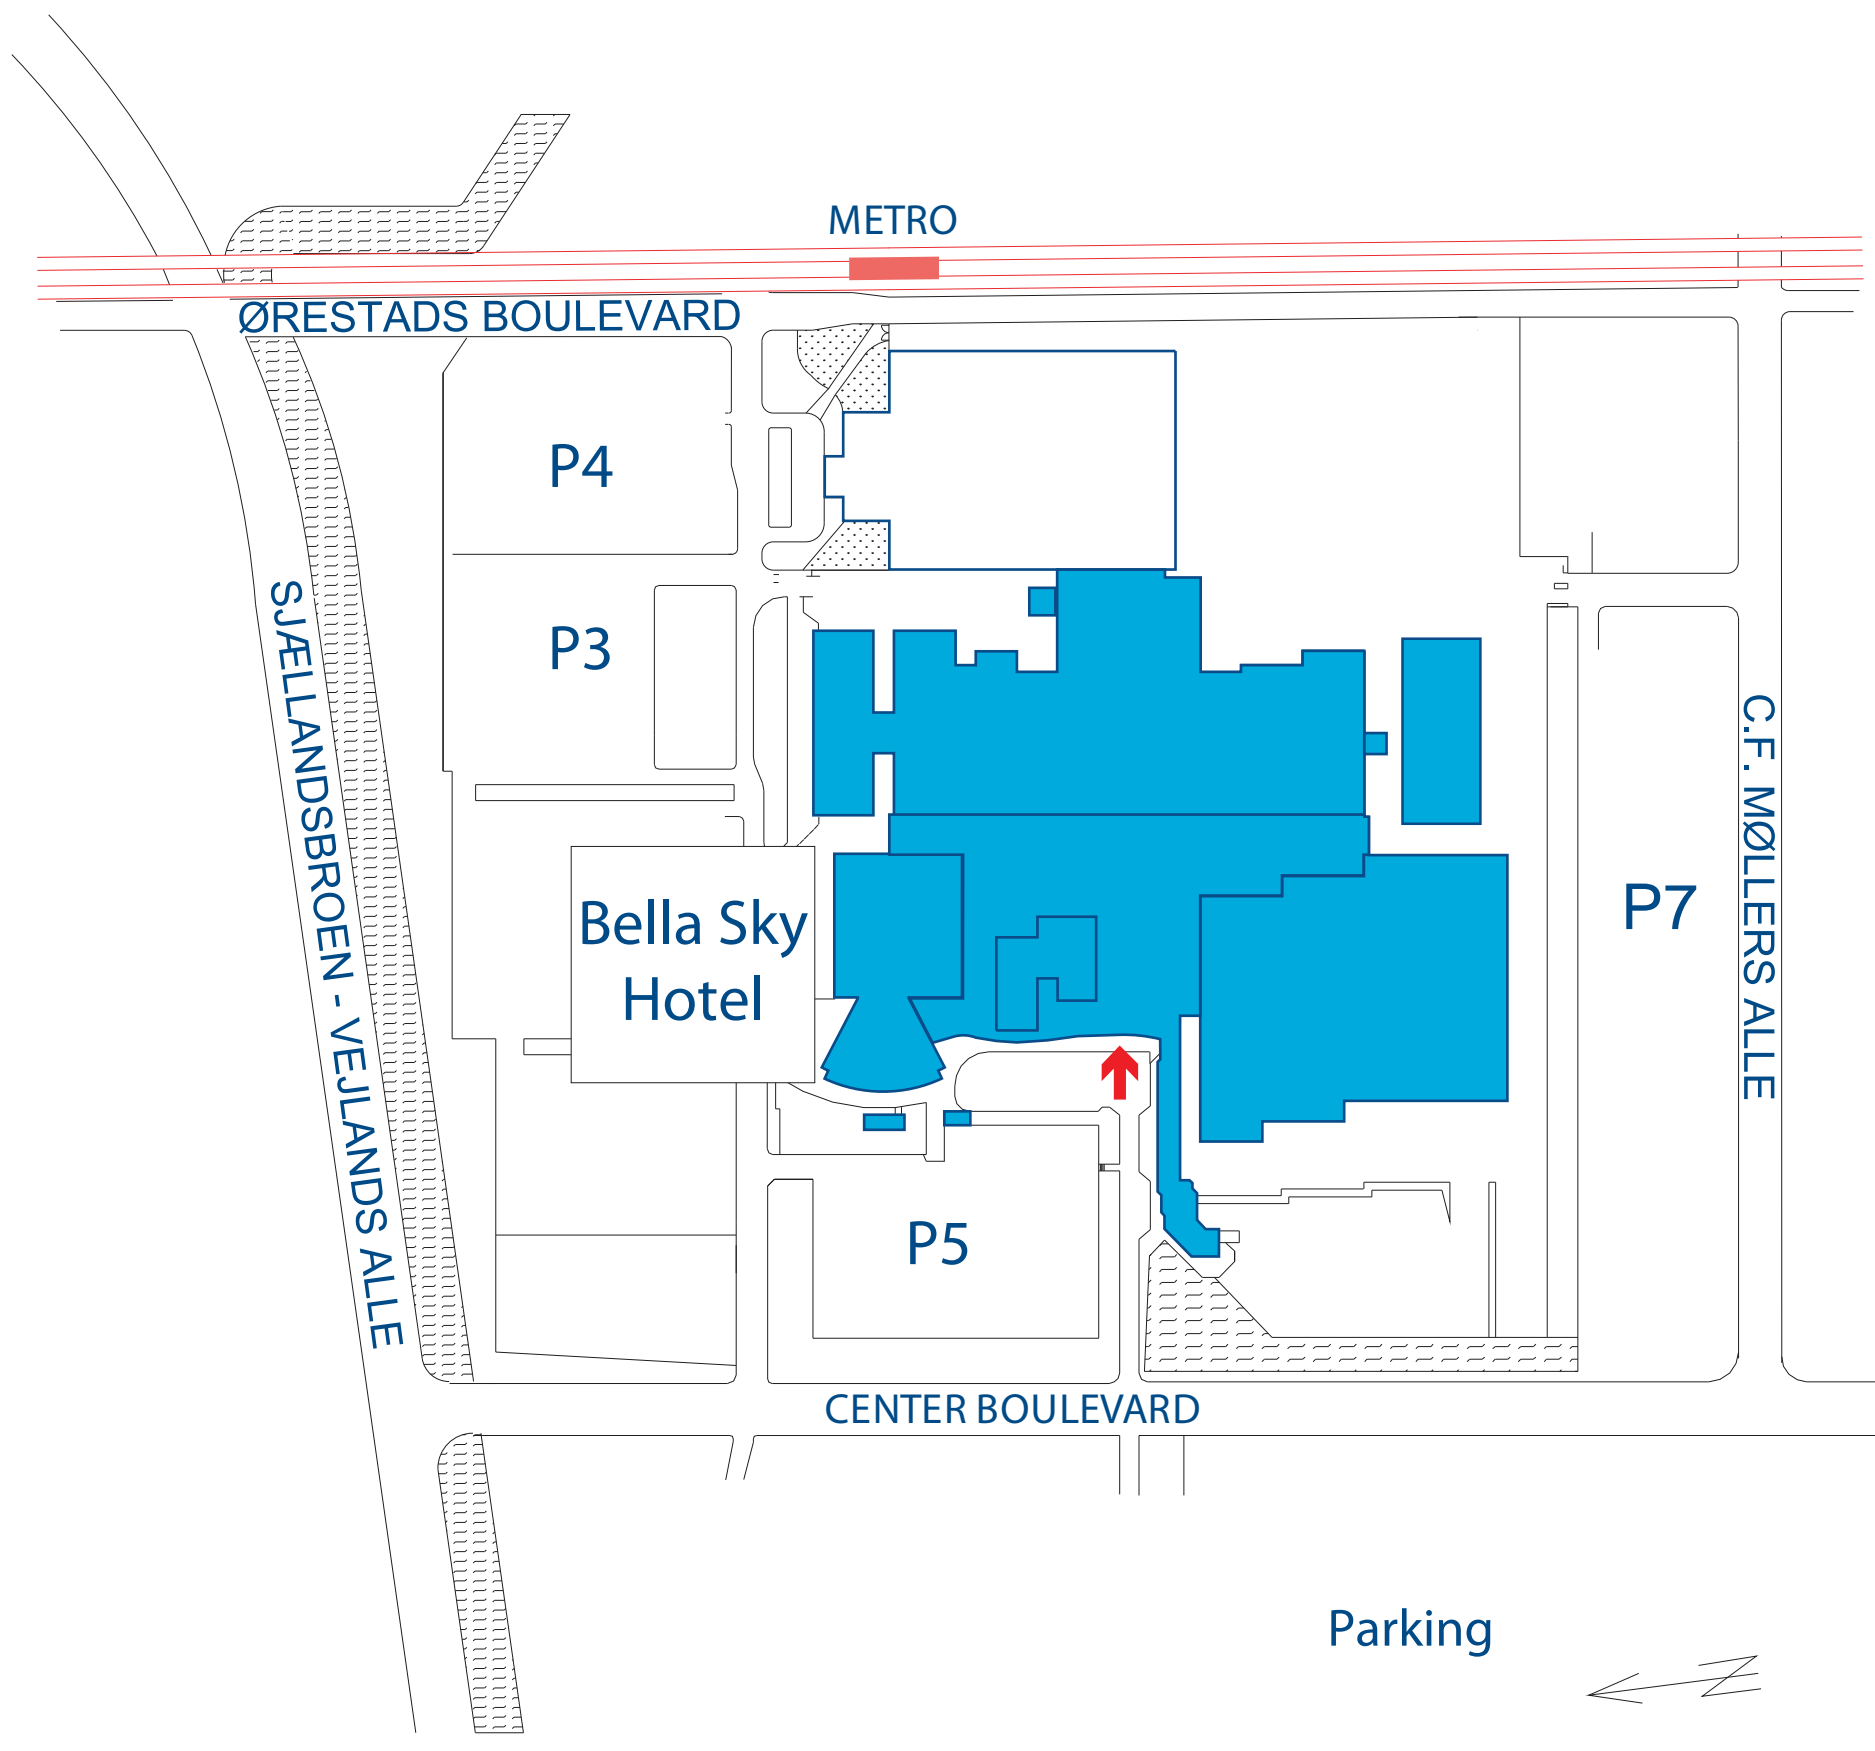 METRO
ØRESTADS BOULEVARD
P4
P3
SJÆLLANDSBROEN - VEJLANDS ALLE
C.F. MØLLERS ALLE
P7
Bella Sky
Hotel
P5
CENTER BOULEVARD
Parking
N